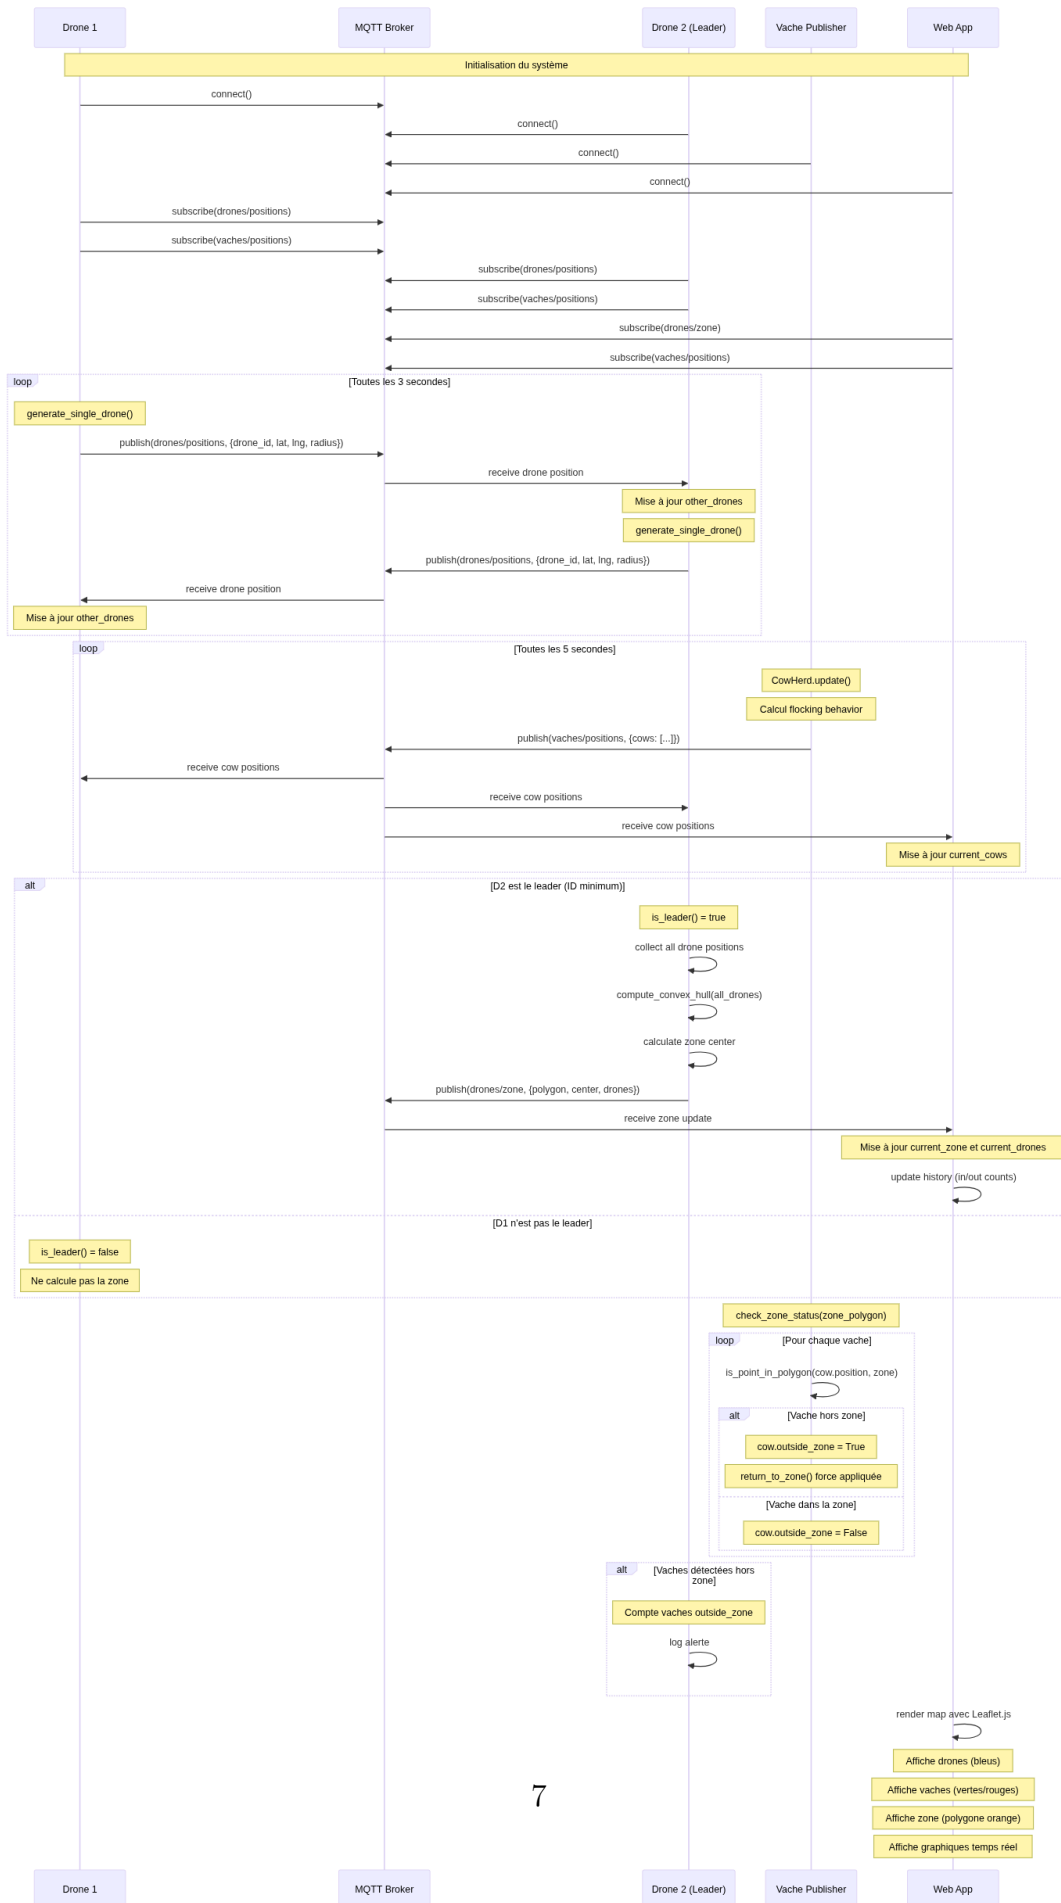 Drone 1
MQTT Broker
Drone 2 (Leader)
Vache Publisher
Web App
Initialisation du système
connect()
connect()
connect()
connect()
subscribe(drones/positions)
subscribe(vaches/positions)
subscribe(drones/positions)
subscribe(vaches/positions)
subscribe(drones/zone)
subscribe(vaches/positions)
loop
[Toutes les 3 secondes]
generate_single_drone()
publish(drones/positions, {drone_id, lat, lng, radius})
receive drone position
Mise à jour other_drones
generate_single_drone()
publish(drones/positions, {drone_id, lat, lng, radius})
receive drone position
Mise à jour other_drones
loop
[Toutes les 5 secondes]
CowHerd.update()
Calcul flocking behavior
publish(vaches/positions, {cows: [...]})
receive cow positions
receive cow positions
receive cow positions
Mise à jour current_cows
alt
[D2 est le leader (ID minimum)]
is_leader() = true
collect all drone positions
compute_convex_hull(all_drones)
calculate zone center
publish(drones/zone, {polygon, center, drones})
receive zone update
Mise à jour current_zone et current_drones
update history (in/out counts)
[D1 n'est pas le leader]
is_leader() = false
Ne calcule pas la zone
check_zone_status(zone_polygon)
loop
[Pour chaque vache]
is_point_in_polygon(cow.position, zone)
alt
[Vache hors zone]
cow.outside_zone = True
return_to_zone() force appliquée
[Vache dans la zone]
cow.outside_zone = False
alt
[Vaches détectées hors
zone]
Compte vaches outside_zone
log alerte
render map avec Leaflet.js
Affiche drones (bleus)
Affiche vaches (vertes/rouges)
Affiche zone (polygone orange)
Affiche graphiques temps réel
7
Drone 1
MQTT Broker
Drone 2 (Leader)
Vache Publisher
Web App